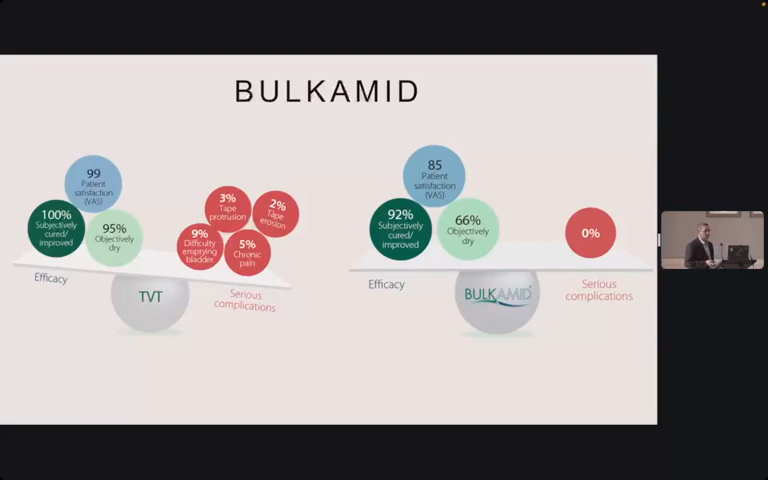 BULKAMID
99
Patient
satisfaction
(VAS)
100%
Subjectively
cured/
improved
95%
Objectively
dry
3%
Tape
protrusion
2%
Tape
erosion
9%
Difficulty
emptying
bladder
5%
Chronic
pain
Efficacy
TVT
Serious
complications
85
Patient
satisfaction
(VAS)
92%
Subjectively
cured/
improved
66%
Objectively
dry
0%
Efficacy
BULKAMID
Serious
complications